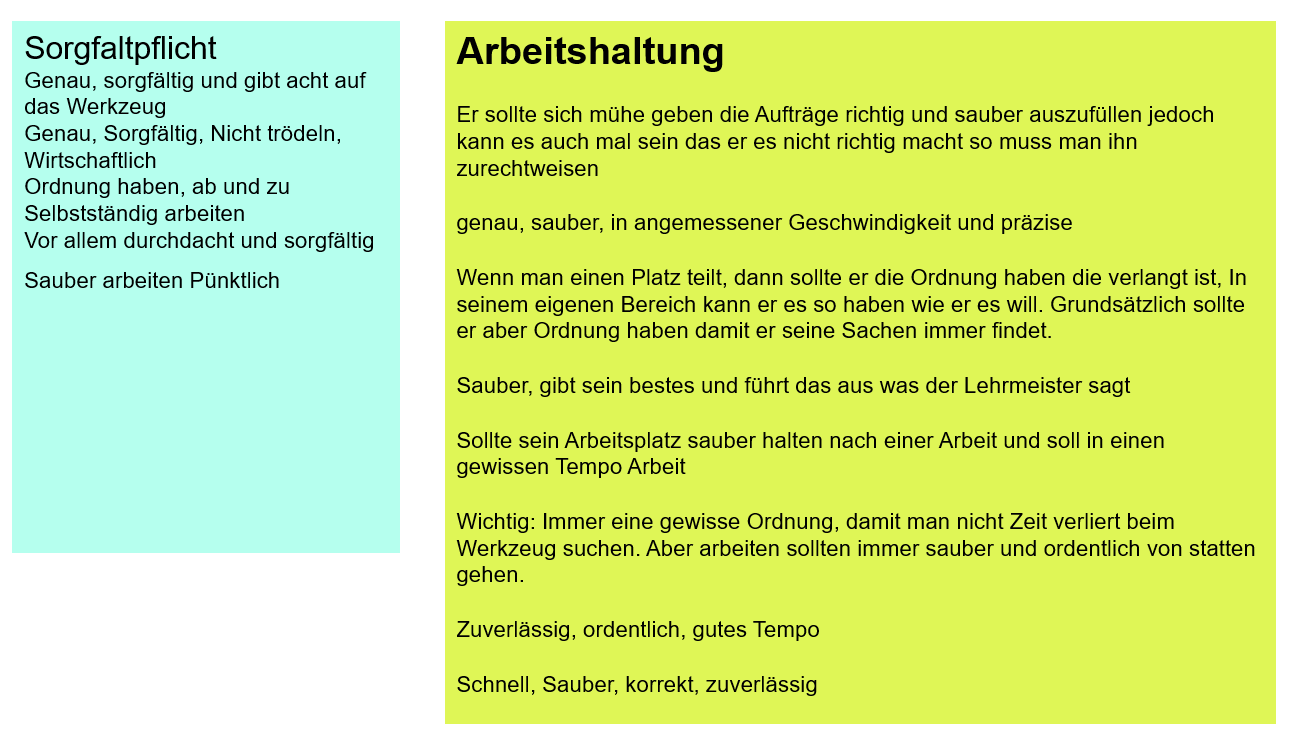 Sorgfaltpflicht
Genau, sorgfältig und gibt acht auf
das Werkzeug
Genau, Sorgfältig, Nicht trödeln,
Wirtschaftlich
Ordnung haben, ab und zu
Selbstständig arbeiten
Vor allem durchdacht und sorgfältig
Sauber arbeiten Pünktlich
Arbeitshaltung
Er sollte sich mühe geben die Aufträge richtig und sauber auszufüllen jedoch
kann es auch mal sein das er es nicht richtig macht so muss man ihn
zurechtweisen
genau, sauber, in angemessener Geschwindigkeit und präzise
Wenn man einen Platz teilt, dann sollte er die Ordnung haben die verlangt ist, In
seinem eigenen Bereich kann er es so haben wie er es will. Grundsätzlich sollte
er aber Ordnung haben damit er seine Sachen immer findet.
Sauber, gibt sein bestes und führt das aus was der Lehrmeister sagt
Sollte sein Arbeitsplatz sauber halten nach einer Arbeit und soll in einen
gewissen Tempo Arbeit
Wichtig: Immer eine gewisse Ordnung, damit man nicht Zeit verliert beim
Werkzeug suchen. Aber arbeiten sollten immer sauber und ordentlich von statten
gehen.
Zuverlässig, ordentlich, gutes Tempo
Schnell, Sauber, korrekt, zuverlässig